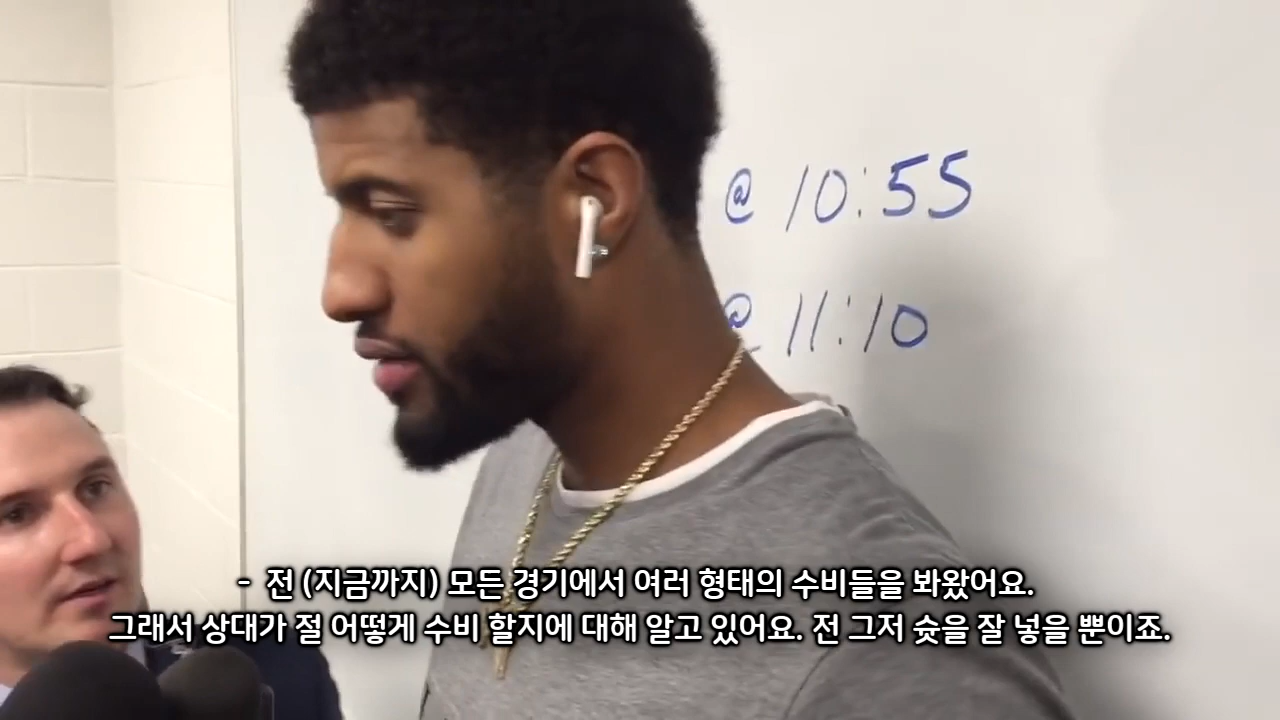 @ 10:55
@ 11:10
- 전 (지금까지) 모든 경기에서 여러 형태의 수비들을 봐왔어요.
그래서 상대가 절 어떻게 수비 할지에 대해 알고 있어요. 전 그저 슛을 잘 넣을 뿐이죠.